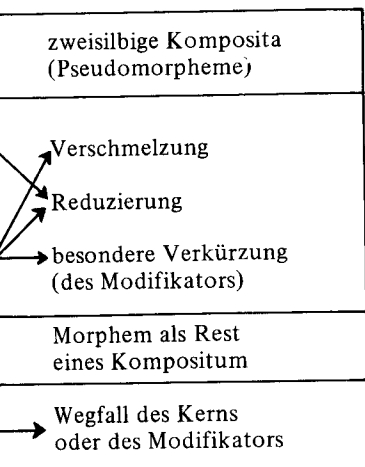 zweisilbige Komposita
(Pseudomorpheme)
Verschmelzung
Reduzierung
besondere Verkürzung
(des Modifikators)
Morphem als Rest
eines Kompositum
Wegfall des Kerns
oder des Modifikators